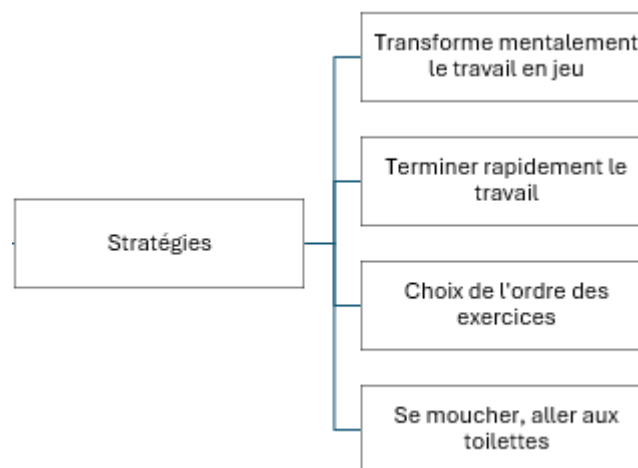 Transforme mentalement
le travail en jeu
Terminer rapidement le
travail
Stratégies
Choix de l'ordre des
exercices
Se moucher, aller aux
toilettes